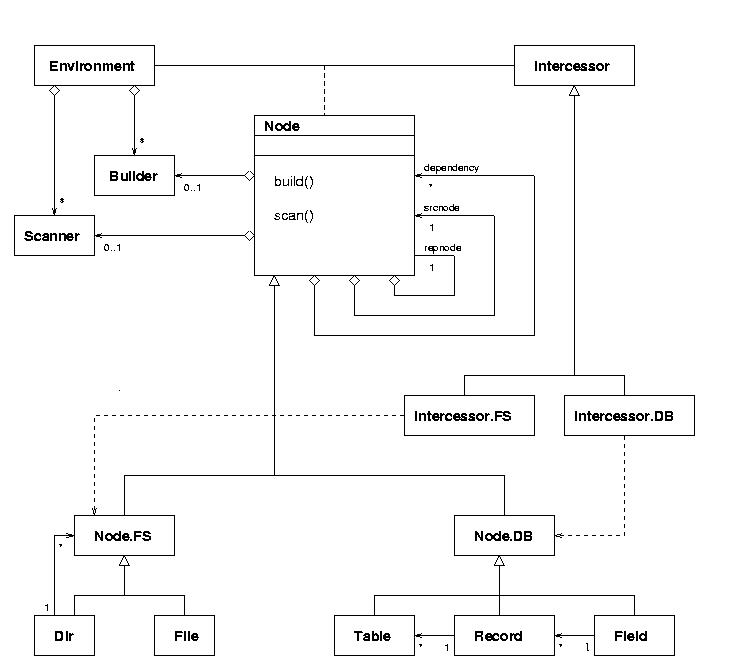 Environment
Intercessor
Node
*
dependency
Builder
build()
*
0..1
*
srcnode
scan()
1
Scanner
repnode
0..1
1
Intercessor.FS
Intercessor.DB
Node.FS
Node.DB
*
1
Dir
File
Table
Record
Field
*
1
*
1